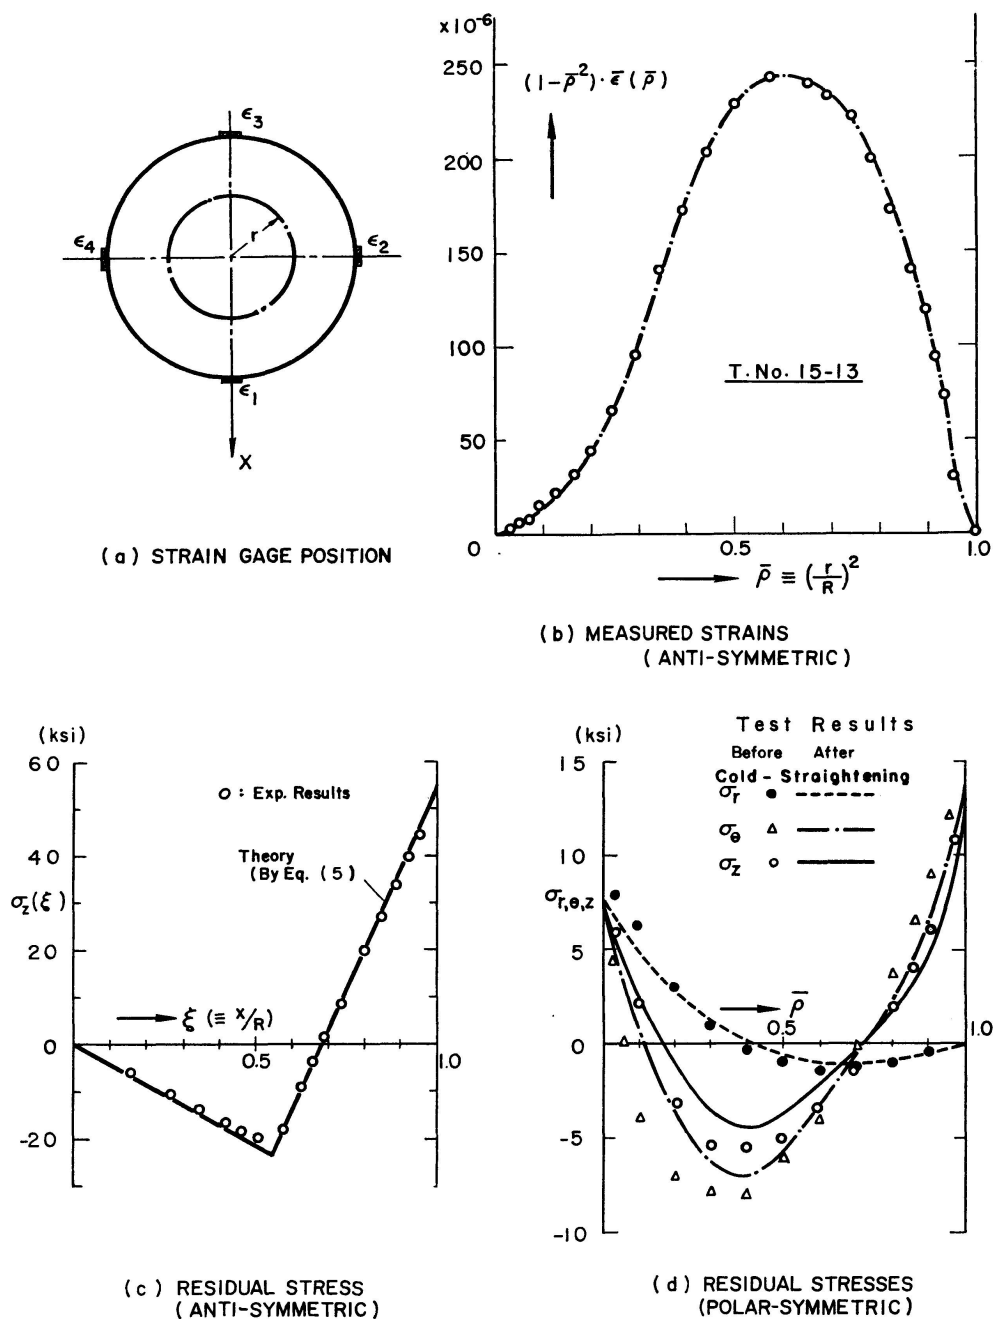 ϵ₃
ϵ₄
ϵ₂
r
ϵ₁
X
(a) STRAIN GAGE POSITION
×10⁻⁶
250
200
150
100
50
0
(1-ρ̄²)·ϵ̄(ρ̄)
T. No. 15-13
0.5
1.0
ρ̄ ≡ (r/R)²
(b) MEASURED STRAINS
(ANTI-SYMMETRIC)
(ksi)
60
40
σz(ξ)
20
0
-20
o : Exp. Results
Theory
(By Eq. (5)
ξ (≡ x/R)
0.5
1.0
(c) RESIDUAL STRESS
(ANTI-SYMMETRIC)
(ksi)
15
10
σr,θ,z
5
0
-5
-10
Test Results
Before After
Cold-Straightening
σr
σθ
σz
ρ̄
0.5
1.0
(d) RESIDUAL STRESSES
(POLAR-SYMMETRIC)